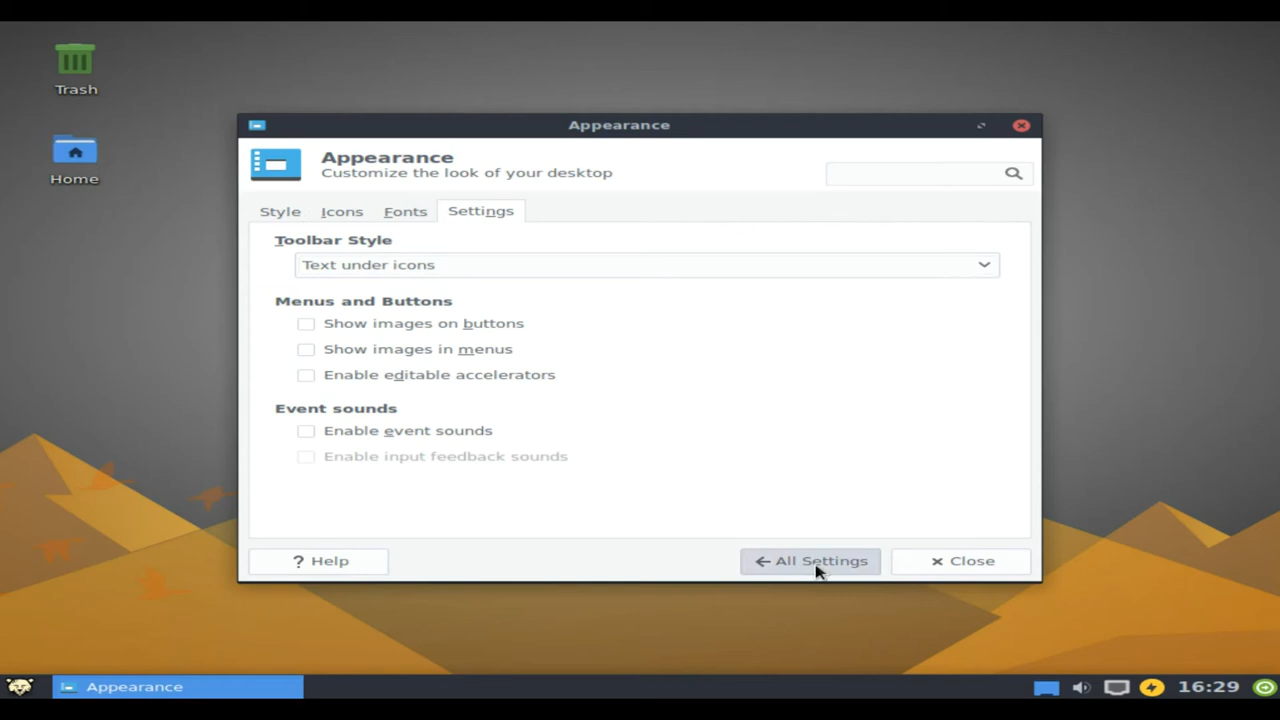 Trash
Home
Appearance
Appearance
Customize the look of your desktop
Style Icons Fonts Settings
Toolbar Style
Text under icons
Menus and Buttons
Show images on buttons
Show images in menus
Enable editable accelerators
Event sounds
Enable event sounds
Enable input feedback sounds
? Help
All Settings
Close
Appearance
16:29